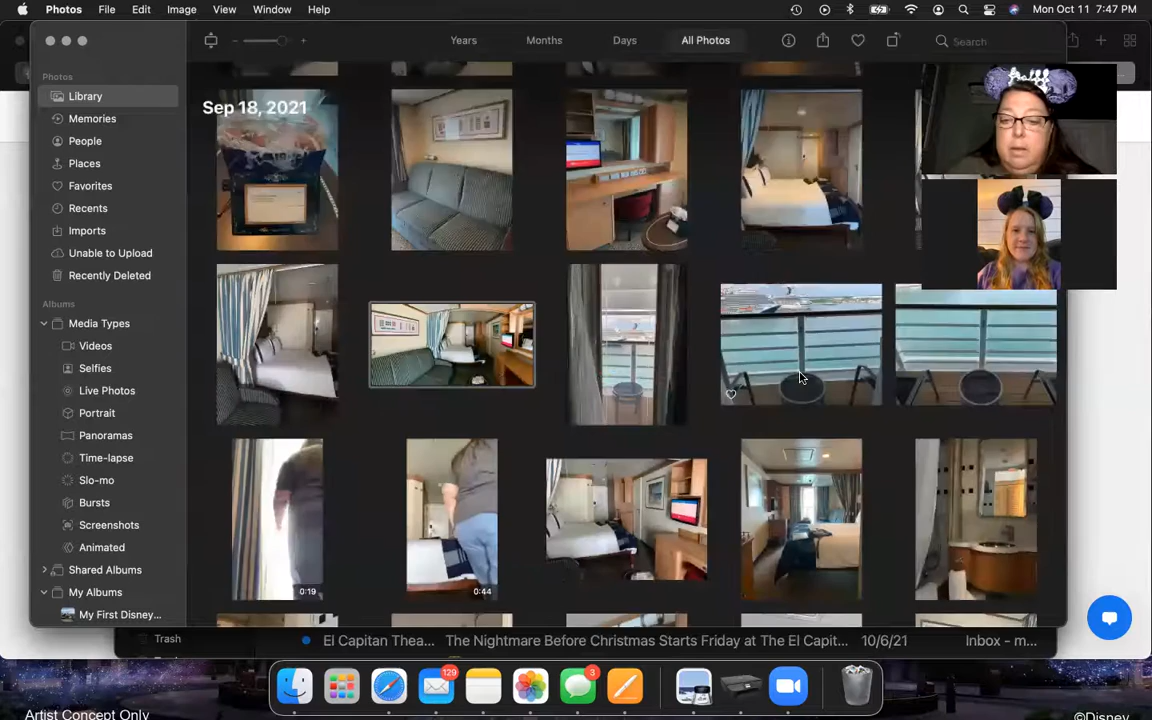 Photos File Edit Image View Window Help Mon Oct 11 7:47 PM
Years Months Days All Photos Search
Photos
Library
Memories
People
Places
Favorites
Recents
Imports
Unable to Upload
Recently Deleted
Albums
Media Types
Videos
Selfies
Live Photos
Portrait
Panoramas
Time-lapse
Slo-mo
Bursts
Screenshots
Animated
Shared Albums
My Albums
My First Disney...
Sep 18, 2021
0:19 0:44
Trash
El Capitan Thea... The Nightmare Before Christmas Starts Friday at The El Capit... 10/6/21 Inbox – m...
129 3
Artist Concept Only ©Disney